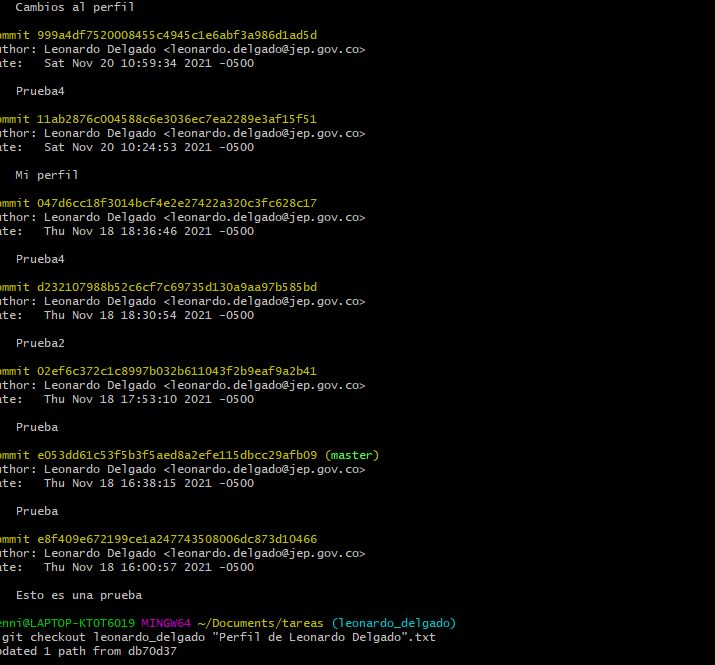 Cambios al perfil
ommit 999a4df7520008455c4945c1e6abf3a986d1ad5d
uthor: Leonardo Delgado <leonardo.delgado@jep.gov.co>
ate:   Sat Nov 20 10:59:34 2021 -0500
Prueba4
ommit 11ab2876c004588c6e3036ec7ea2289e3af15f51
uthor: Leonardo Delgado <leonardo.delgado@jep.gov.co>
ate:   Sat Nov 20 10:24:53 2021 -0500
Mi perfil
ommit 047d6cc18f3014bcf4e2e27422a320c3fc628c17
uthor: Leonardo Delgado <leonardo.delgado@jep.gov.co>
ate:   Thu Nov 18 18:36:46 2021 -0500
Prueba4
ommit d232107988b52c6cf7c69735d130a9aa97b585bd
uthor: Leonardo Delgado <leonardo.delgado@jep.gov.co>
ate:   Thu Nov 18 18:30:54 2021 -0500
Prueba2
ommit 02ef6c372c1c8997b032b611043f2b9eaf9a2b41
uthor: Leonardo Delgado <leonardo.delgado@jep.gov.co>
ate:   Thu Nov 18 17:53:10 2021 -0500
Prueba
ommit e053dd61c53f5b3f5aed8a2efe115dbcc29afb09 (master)
uthor: Leonardo Delgado <leonardo.delgado@jep.gov.co>
ate:   Thu Nov 18 16:38:15 2021 -0500
Prueba
ommit e8f409e672199ce1a247743508006dc873d10466
uthor: Leonardo Delgado <leonardo.delgado@jep.gov.co>
ate:   Thu Nov 18 16:00:57 2021 -0500
Esto es una prueba
enni@LAPTOP-KT0T6019 MINGW64 ~/Documents/tareas (leonardo_delgado)
git checkout leonardo_delgado "Perfil de Leonardo Delgado".txt
pdated 1 path from db70d37